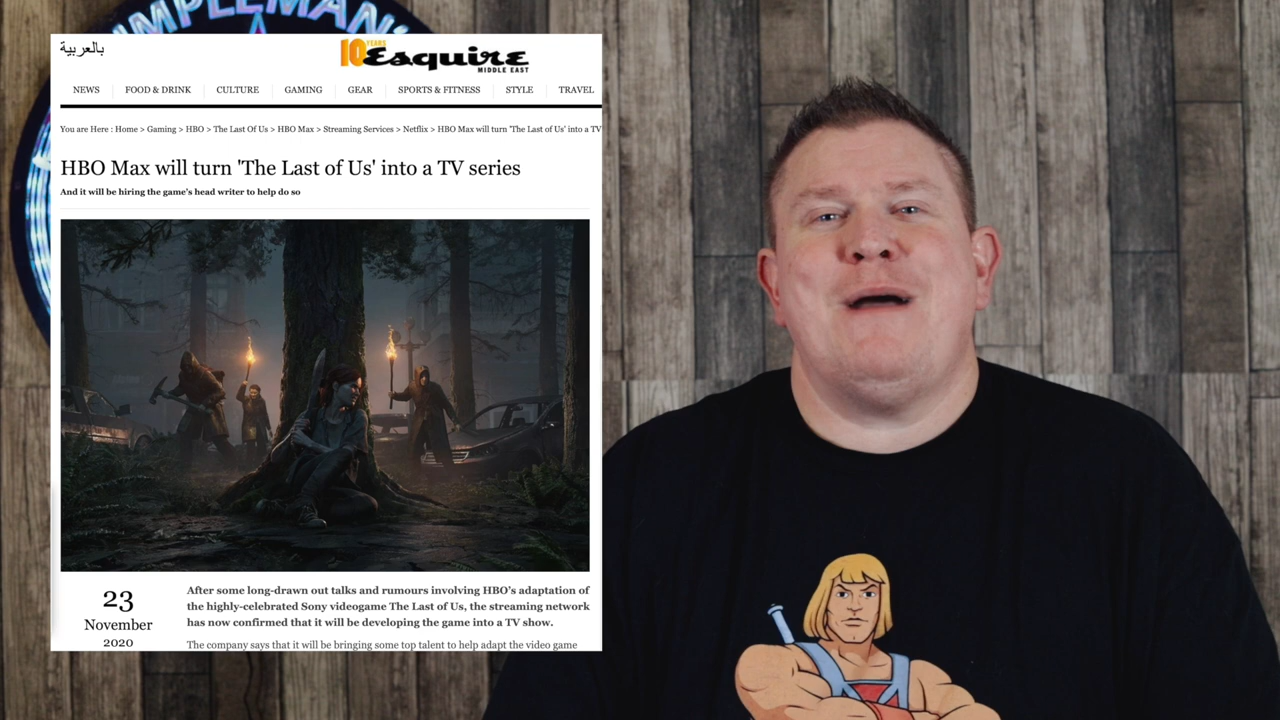 IMPLEMAN
بالعربية
10 YEARS Esquire
MIDDLE EAST
NEWS FOOD & DRINK CULTURE GAMING GEAR SPORTS & FITNESS STYLE TRAVEL
You are Here : Home > Gaming > HBO > The Last Of Us > HBO Max > Streaming Services > Netflix > HBO Max will turn 'The Last of Us' into a TV
HBO Max will turn 'The Last of Us' into a TV series
And it will be hiring the game's head writer to help do so
23
November
2020
After some long-drawn out talks and rumours involving HBO's adaptation of
the highly-celebrated Sony videogame The Last of Us, the streaming network
has now confirmed that it will be developing the game into a TV show.
The company says that it will be bringing some top talent to help adapt the video game